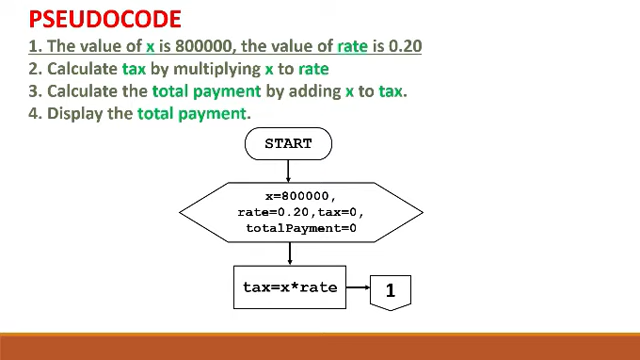 PSEUDOCODE
1. The value of x is 800000, the value of rate is 0.20
2. Calculate tax by multiplying x to rate
3. Calculate the total payment by adding x to tax.
4. Display the total payment.
START
x=800000,
rate=0.20,tax=0,
totalPayment=0
tax=x*rate
1